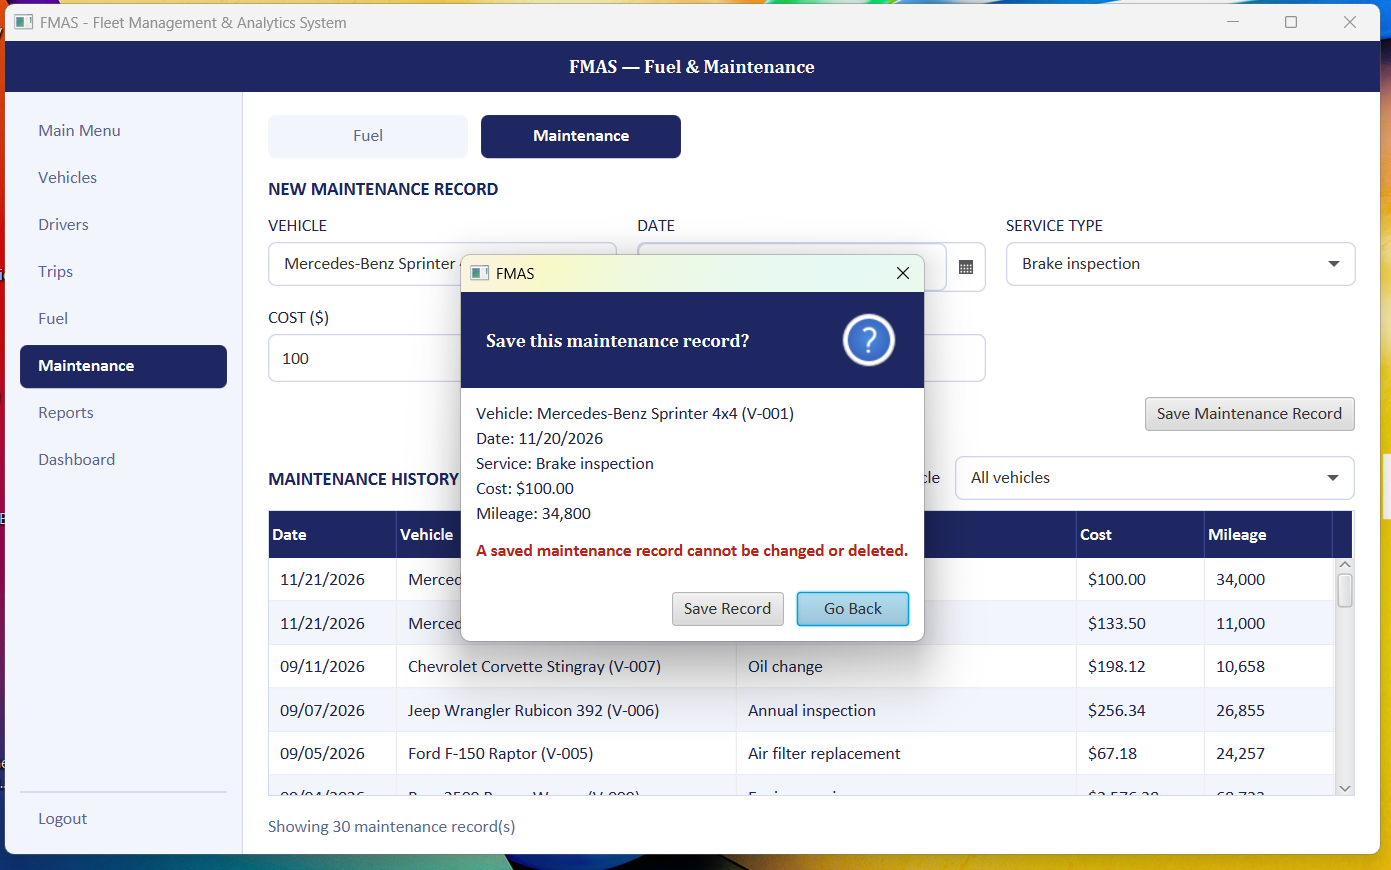 FMAS - Fleet Management & Analytics System
FMAS — Fuel & Maintenance
Main Menu
Vehicles
Drivers
Trips
Fuel
Maintenance
Reports
Dashboard
Logout
Fuel
Maintenance
NEW MAINTENANCE RECORD
VEHICLE
DATE
SERVICE TYPE
Mercedes-Benz Sprinter
Brake inspection
COST ($)
100
Save Maintenance Record
MAINTENANCE HISTORY
All vehicles
Date Vehicle Cost Mileage
11/21/2026 $100.00 34,000
11/21/2026 $133.50 11,000
09/11/2026 Chevrolet Corvette Stingray (V-007) Oil change $198.12 10,658
09/07/2026 Jeep Wrangler Rubicon 392 (V-006) Annual inspection $256.34 26,855
09/05/2026 Ford F-150 Raptor (V-005) Air filter replacement $67.18 24,257
Showing 30 maintenance record(s)
FMAS
Save this maintenance record?
Vehicle: Mercedes-Benz Sprinter 4x4 (V-001)
Date: 11/20/2026
Service: Brake inspection
Cost: $100.00
Mileage: 34,800
A saved maintenance record cannot be changed or deleted.
Save Record
Go Back